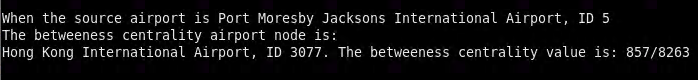 When the source airport is Port Moresby Jacksons International Airport, ID 5
The betweeness centrality airport node is:
Hong Kong International Airport, ID 3077. The betweeness centrality value is: 857/8263